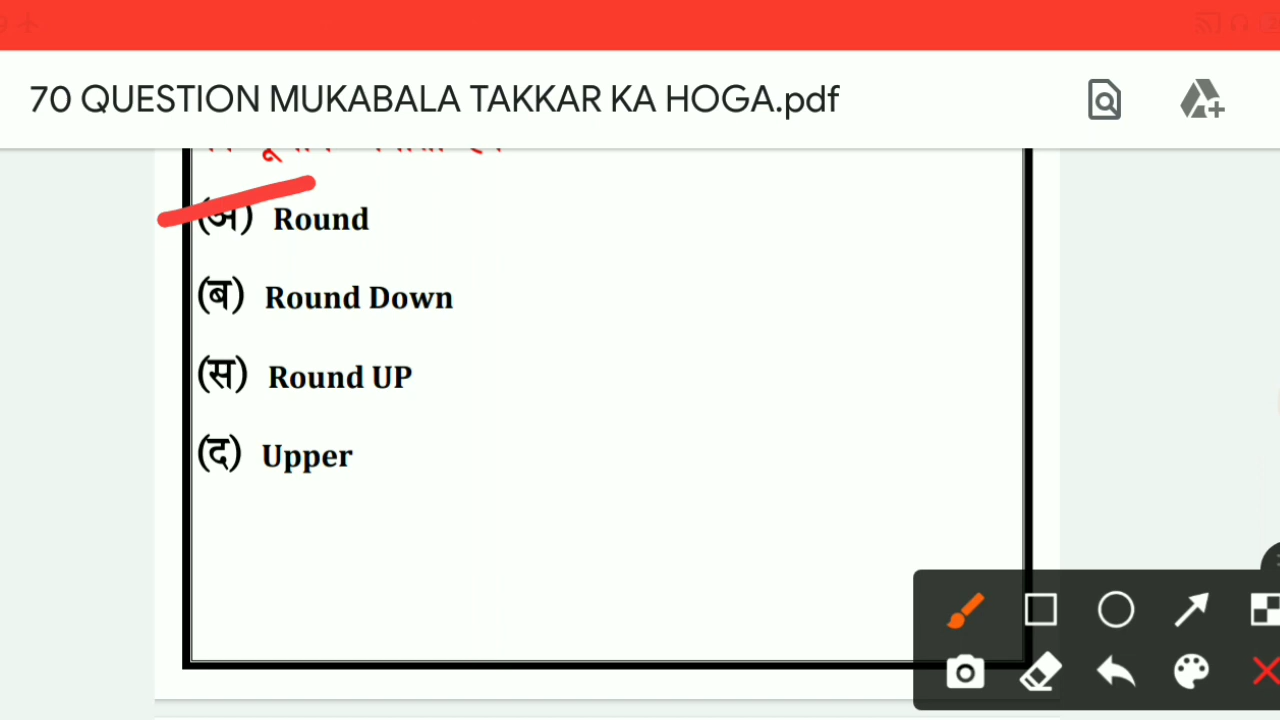 70 QUESTION MUKABALA TAKKAR KA HOGA.pdf
(अ) Round
(ब) Round Down
(स) Round UP
(द) Upper